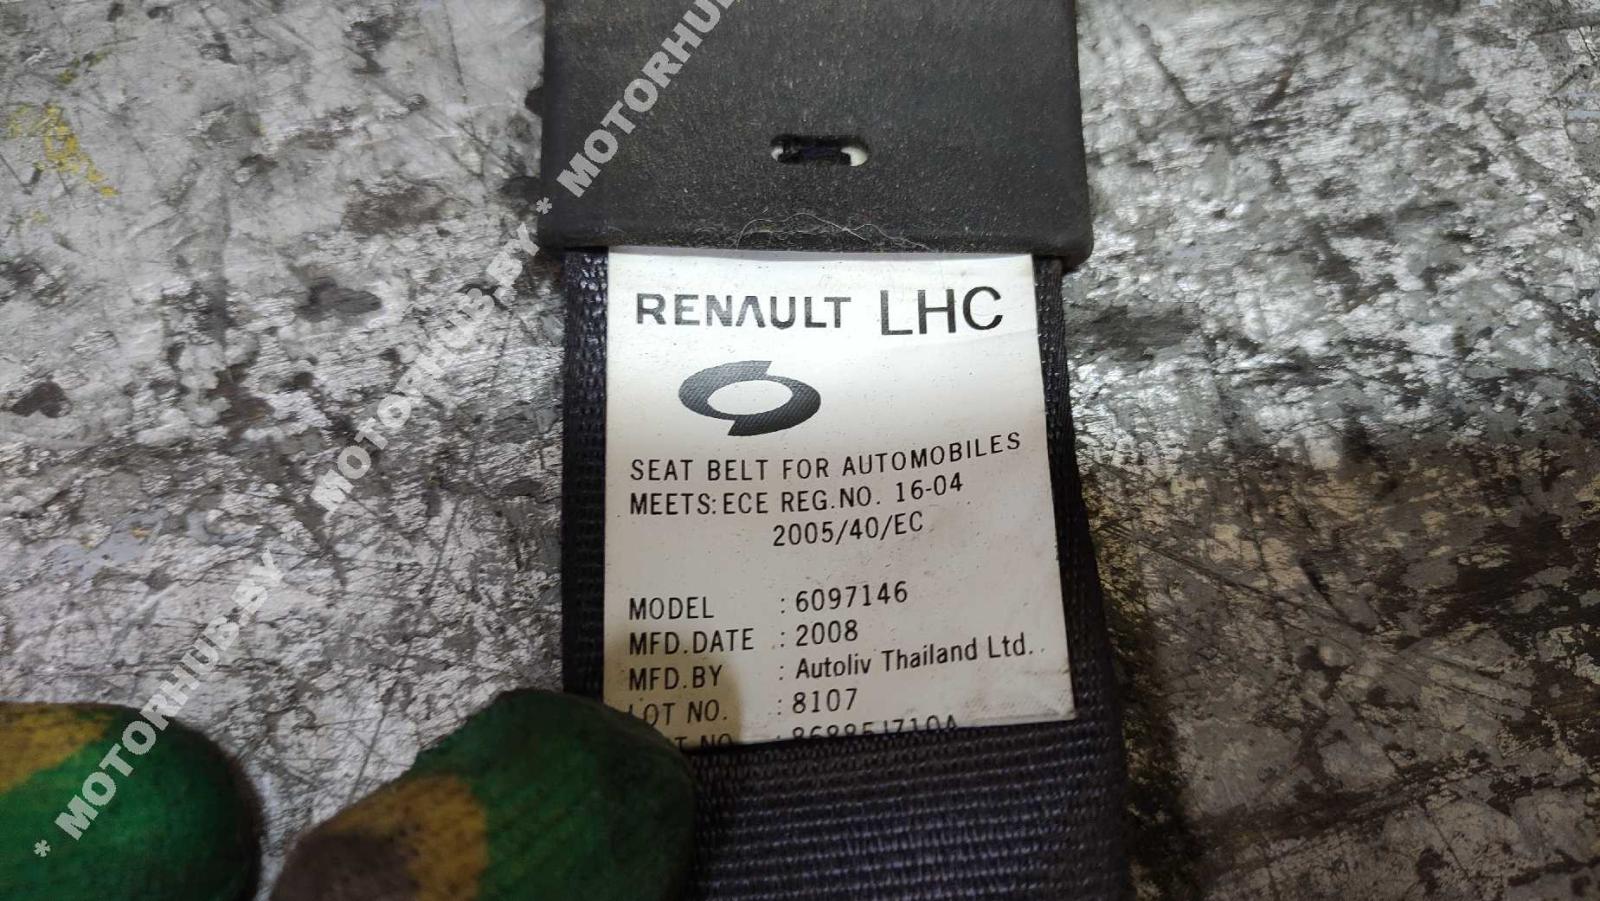 RENAULT LHC
SEAT BELT FOR AUTOMOBILES
MEETS: ECE REG.NO. 16-04
2005/40/EC
MODEL : 6097146
MFD.DATE : 2008
MFD.BY : Autoliv Thailand Ltd.
LOT NO. : 8107
NO. :
* MOTORHUB.BY * MOTORHUB.BY * MOTORHUB.BY * MOTORHUB